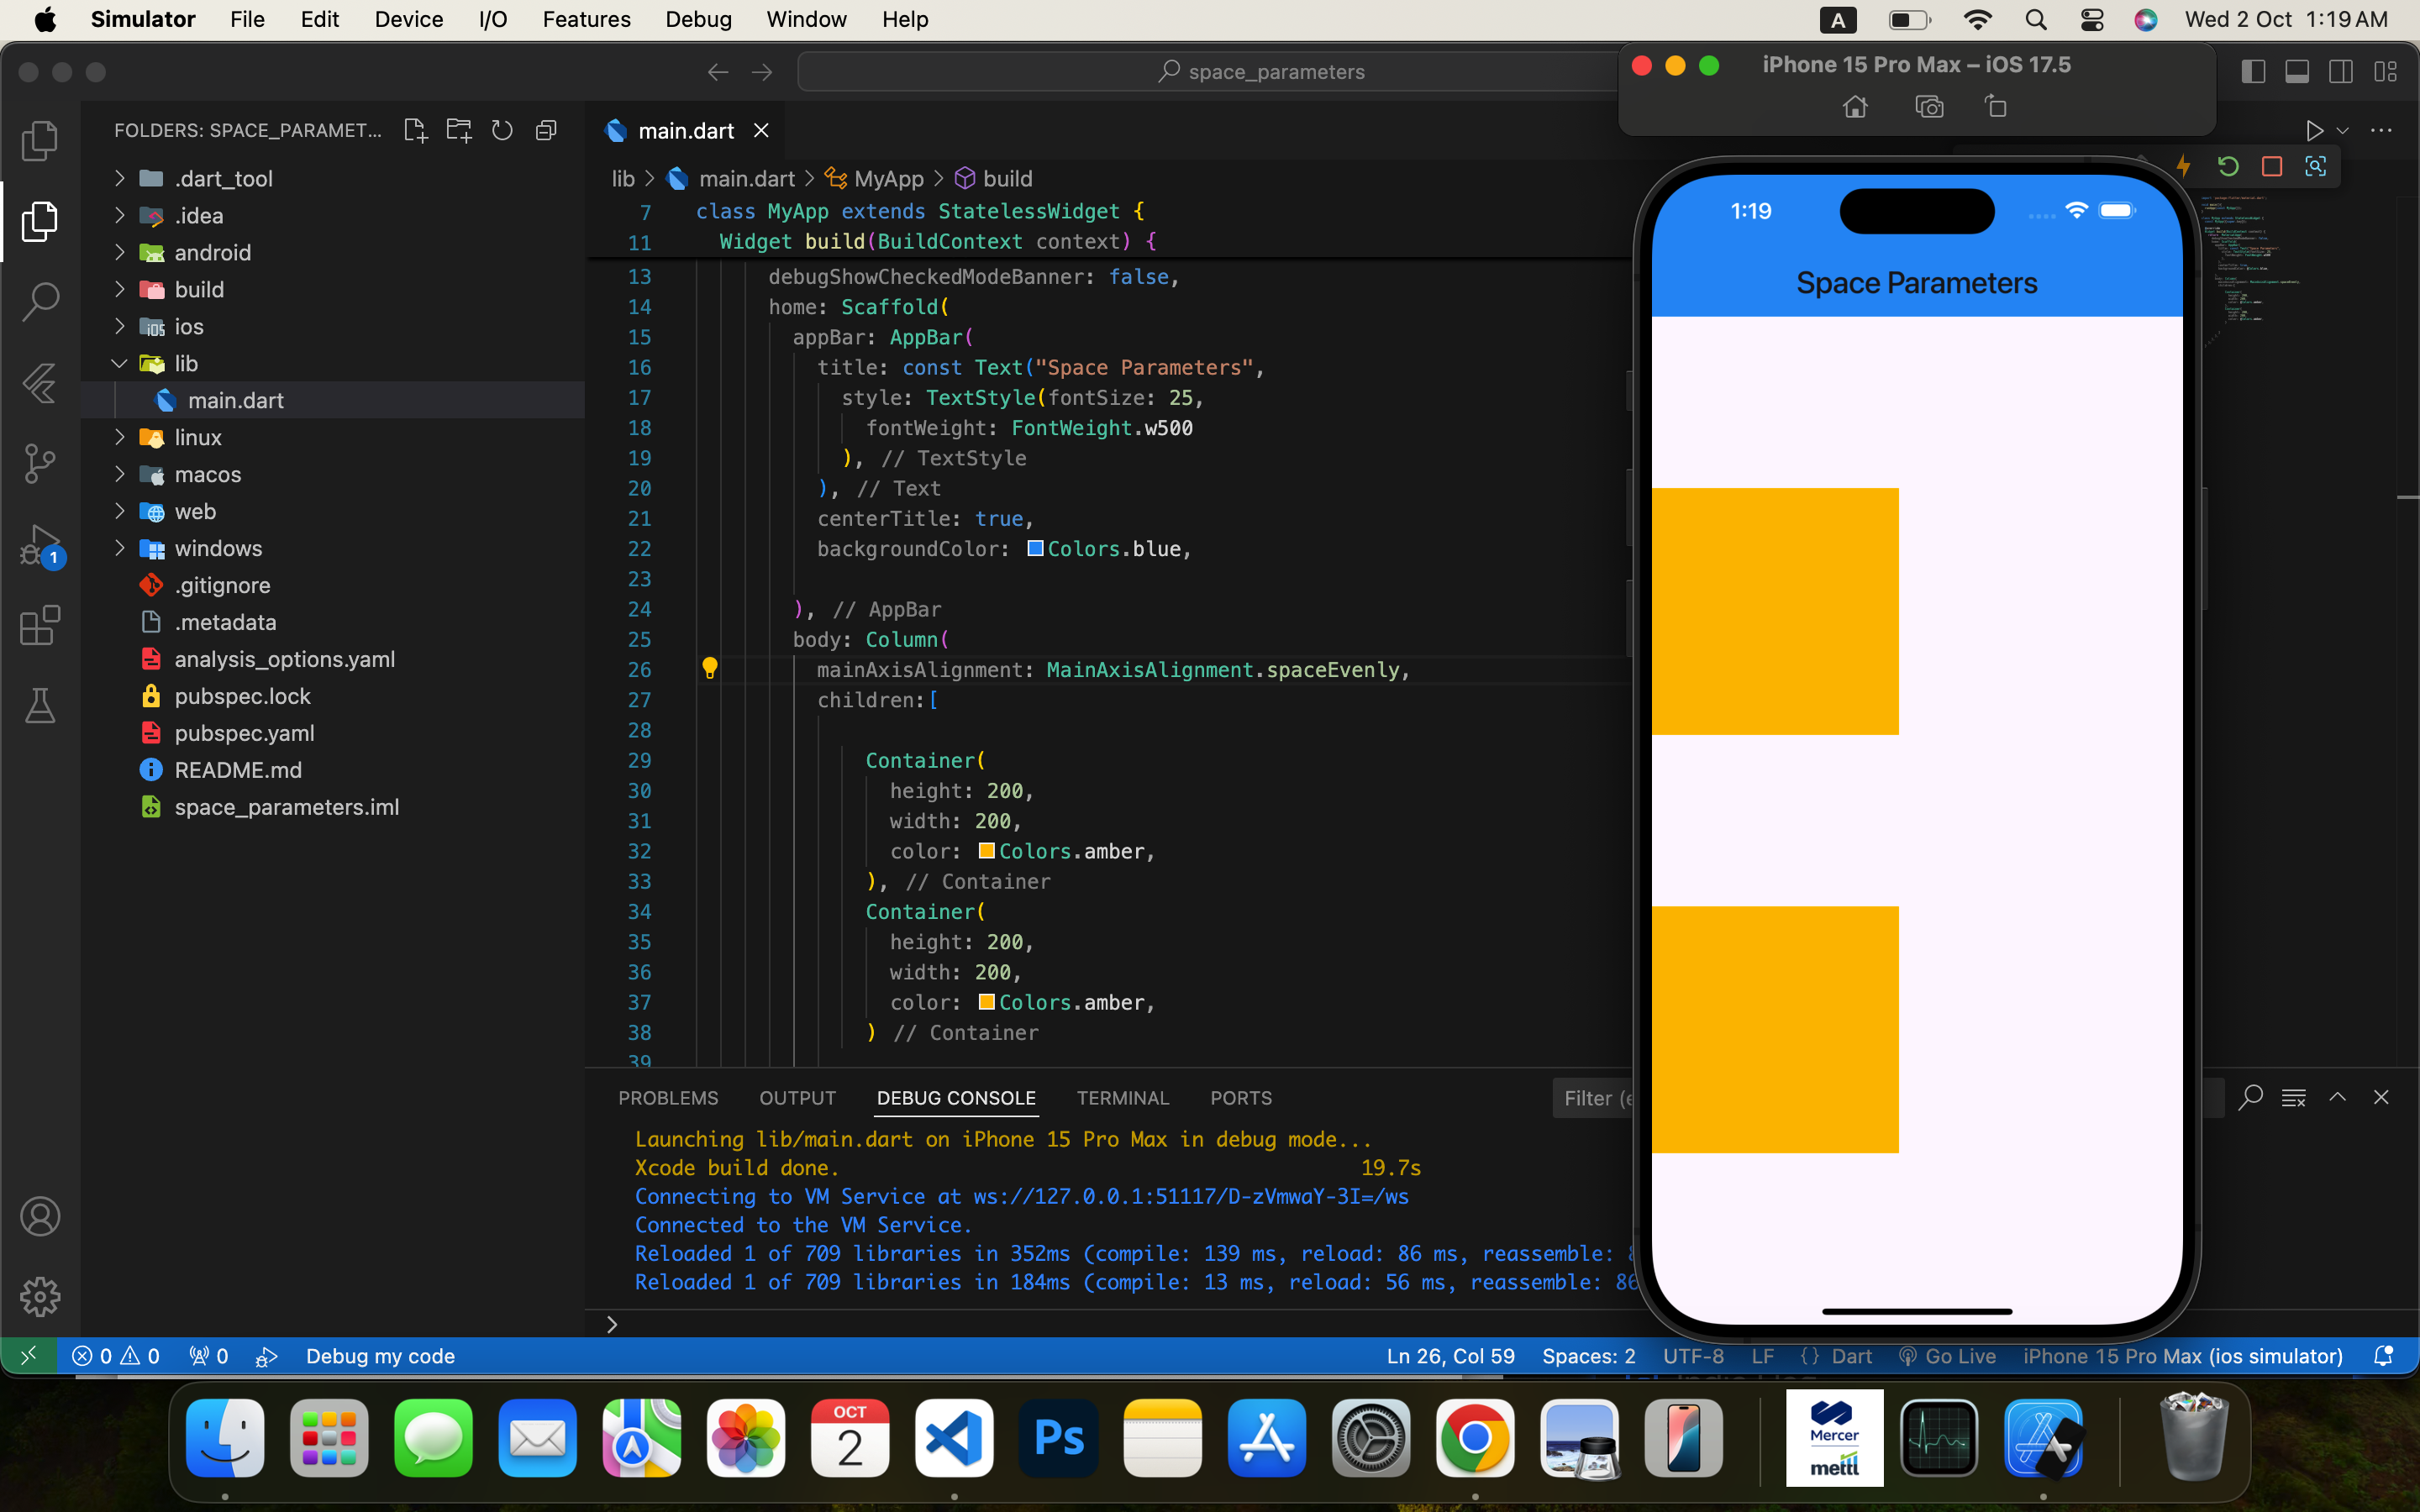 Simulator File Edit Device I/O Features Debug Window Help A Wed 2 Oct 1:19 AM
space_parameters
iPhone 15 Pro Max – iOS 17.5
FOLDERS: SPACE_PARAMET...
.dart_tool
.idea
android
build
ios
lib
main.dart
linux
macos
web
windows
.gitignore
.metadata
analysis_options.yaml
pubspec.lock
pubspec.yaml
README.md
space_parameters.iml
1
main.dart
lib > main.dart > MyApp > build
7 class MyApp extends StatelessWidget {
11 Widget build(BuildContext context) {
13 debugShowCheckedModeBanner: false,
14 home: Scaffold(
15 appBar: AppBar(
16 title: const Text("Space Parameters",
17 style: TextStyle(fontSize: 25,
18 fontWeight: FontWeight.w500
19 ), // TextStyle
20 ), // Text
21 centerTitle: true,
22 backgroundColor: Colors.blue,
23
24 ), // AppBar
25 body: Column(
26 mainAxisAlignment: MainAxisAlignment.spaceEvenly,
27 children:[
28
29 Container(
30 height: 200,
31 width: 200,
32 color: Colors.amber,
33 ), // Container
34 Container(
35 height: 200,
36 width: 200,
37 color: Colors.amber,
38 ) // Container
39
1:19
Space Parameters
PROBLEMS OUTPUT DEBUG CONSOLE TERMINAL PORTS Filter (e
Launching lib/main.dart on iPhone 15 Pro Max in debug mode...
Xcode build done. 19.7s
Connecting to VM Service at ws://127.0.0.1:51117/D-zVmwaY-3I=/ws
Connected to the VM Service.
Reloaded 1 of 709 libraries in 352ms (compile: 139 ms, reload: 86 ms, reassemble:
Reloaded 1 of 709 libraries in 184ms (compile: 13 ms, reload: 56 ms, reassemble: 86
>
0 0 0 Debug my code Ln 26, Col 59 Spaces: 2 UTF-8 LF {} Dart Go Live iPhone 15 Pro Max (ios simulator)
OCT
2
Ps
Mercer
mettl